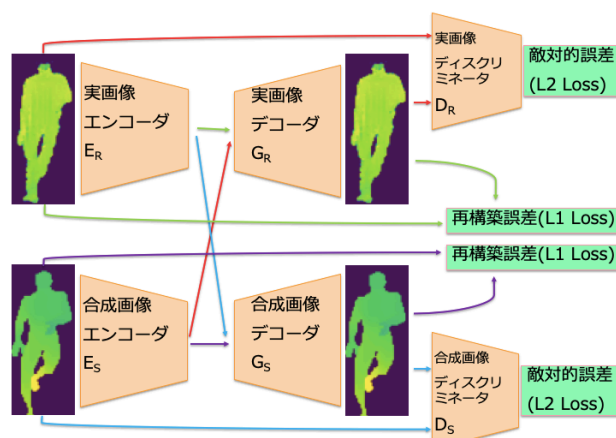 実画像
エンコーダ
E_R
実画像
デコーダ
G_R
実画像
ディスクリ
ミネータ
D_R
敵対的誤差
(L2 Loss)
再構築誤差(L1 Loss)
再構築誤差(L1 Loss)
合成画像
エンコーダ
E_S
合成画像
デコーダ
G_S
合成画像
ディスクリ
ミネータ
D_S
敵対的誤差
(L2 Loss)